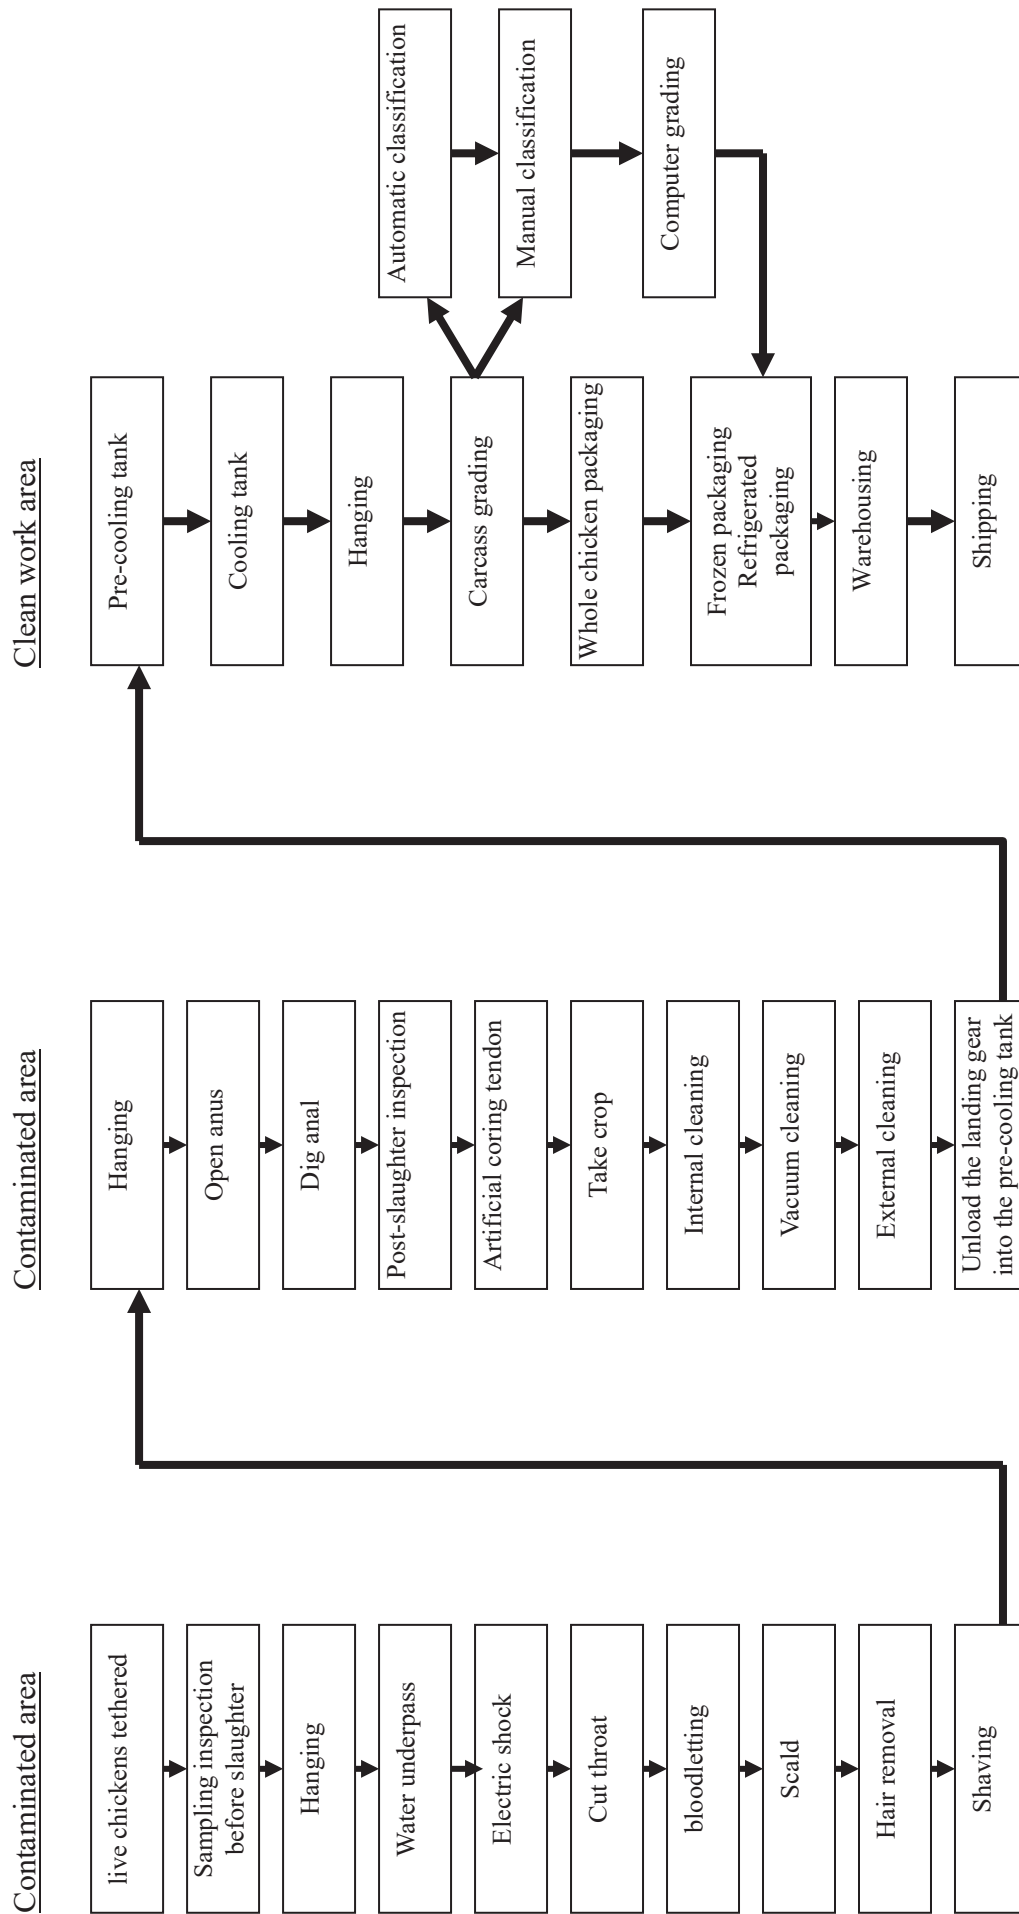 Contaminated area
live chickens tethered
Sampling inspection
before slaughter
Hanging
Water underpass
Electric shock
Cut throat
bloodletting
Scald
Hair removal
Shaving
Contaminated area
Hanging
Open anus
Dig anal
Post-slaughter inspection
Artificial coring tendon
Take crop
Internal cleaning
Vacuum cleaning
External cleaning
Unload the landing gear
into the pre-cooling tank
Clean work area
Pre-cooling tank
Cooling tank
Hanging
Carcass grading
Whole chicken packaging
Frozen packaging
Refrigerated
packaging
Warehousing
Shipping
Automatic classification
Manual classification
Computer grading